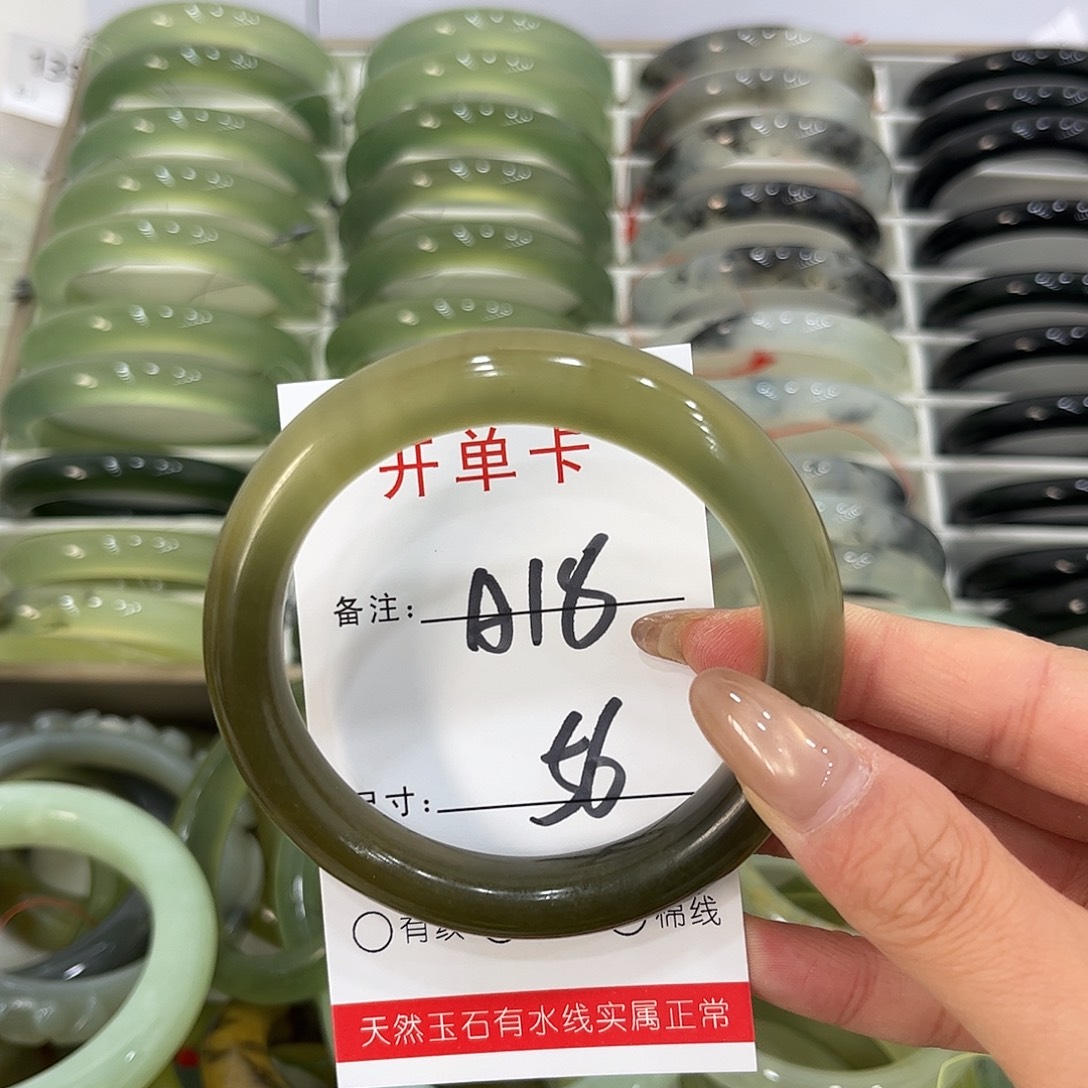 开单卡
备注: A18
寸: 56
有纹
棉线
天然玉石有水线实属正常